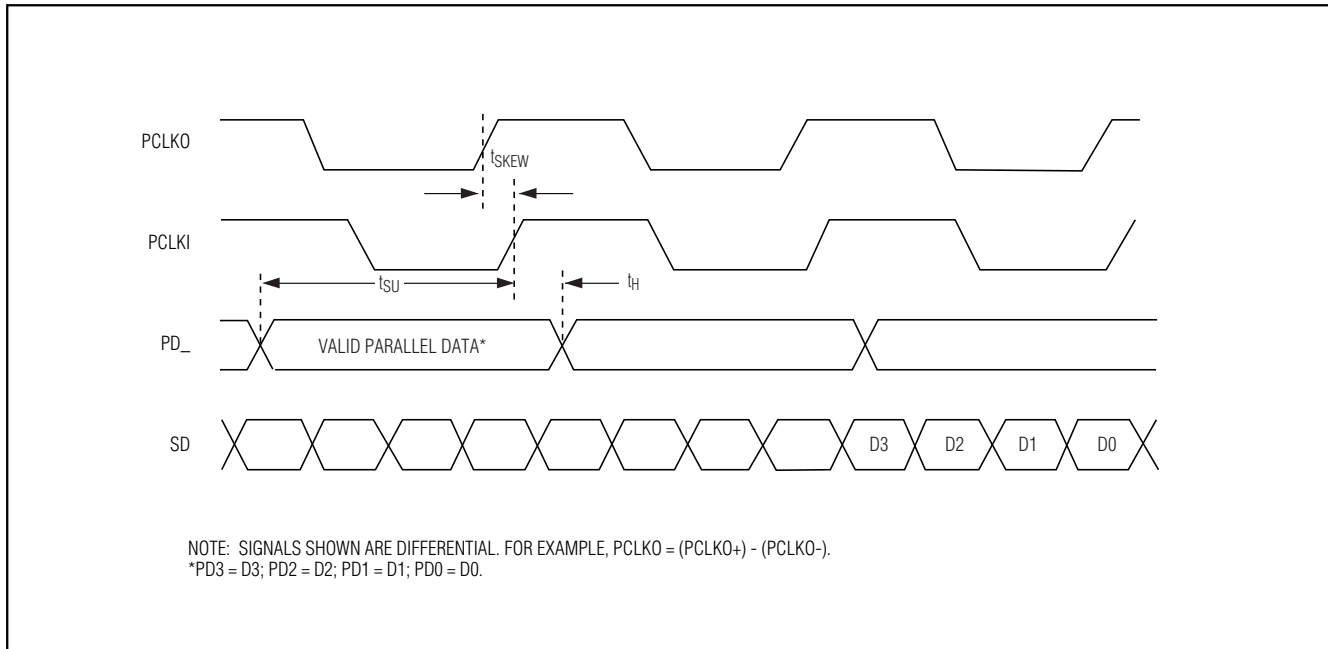 PCLKO
tSKEW
PCLKI
tSU
tH
PD_
VALID PARALLEL DATA*
SD
D3 D2 D1 D0
NOTE: SIGNALS SHOWN ARE DIFFERENTIAL. FOR EXAMPLE, PCLKO = (PCLKO+) - (PCLKO-).
*PD3 = D3; PD2 = D2; PD1 = D1; PD0 = D0.